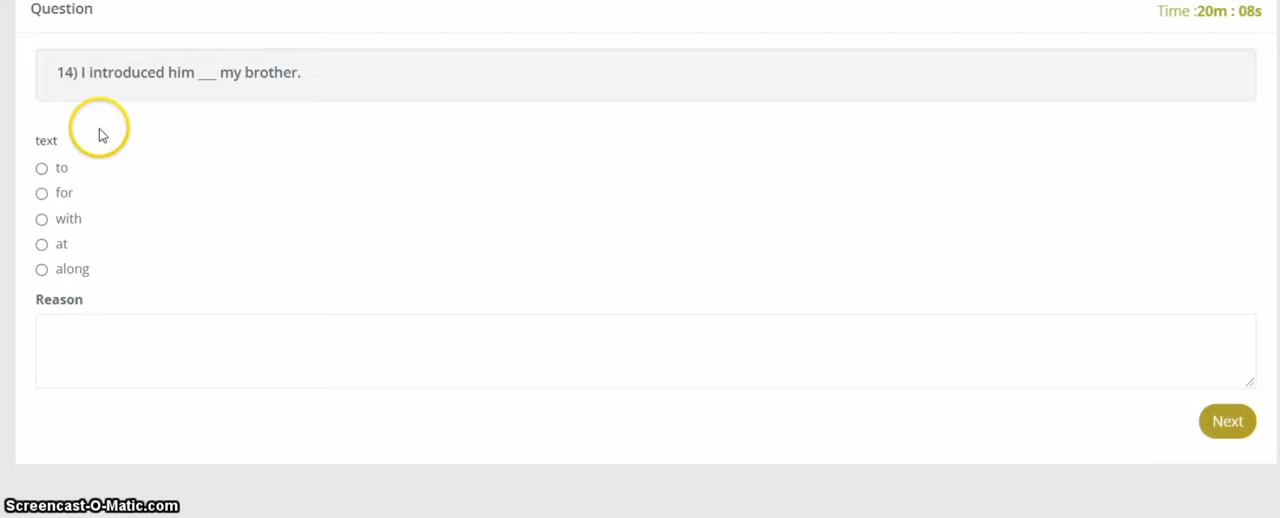 Question
Time :20m : 08s
14) I introduced him ___ my brother.
text
to
for
with
at
along
Reason
Next
Screencast-O-Matic.com